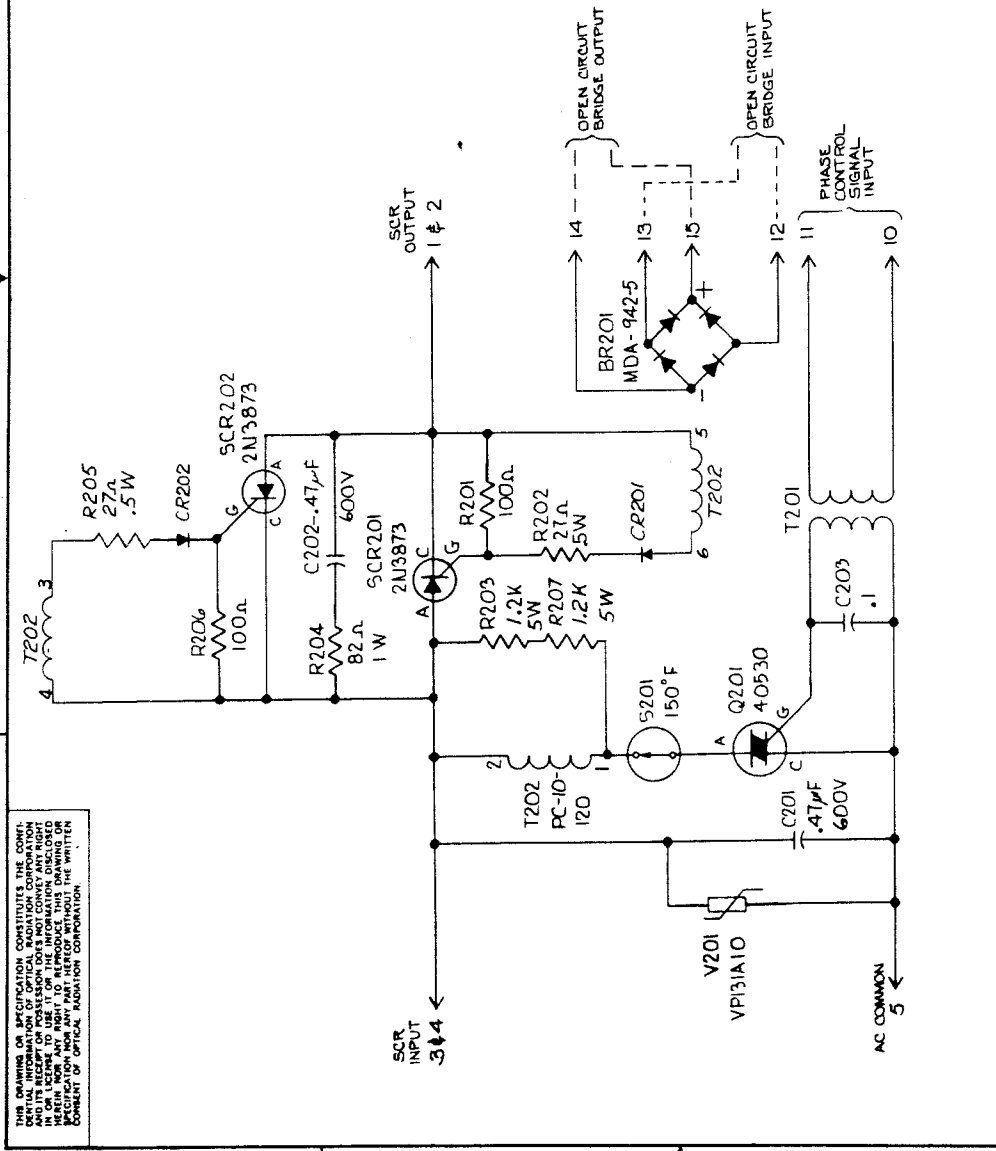 THIS DRAWING OR SPECIFICATION CONSTITUTES THE CONFI-
DENTIAL INFORMATION OF OPTICAL RADIATION CORPORATION
AND ITS RECEIPT OR POSSESSION DOES NOT CONVEY ANY RIGHT
IN OR LICENSE TO USE IT OR THE INFORMATION DISCLOSED
HEREIN NOR ANY RIGHT TO REPRODUCE THIS DRAWING OR
SPECIFICATION NOR ANY PART HEREOF WITHOUT THE WRITTEN
CONSENT OF OPTICAL RADIATION CORPORATION.
T202
4
3
R205
27Ω
.5W
CR202
SCR202
2N3873
G
A
C
R206
100Ω
C202-.47µF
600V
R204
82Ω
1W
SCR201
2N3873
A
C
G
R201
100Ω
R202
27Ω
.5W
CR201
T202
6
5
R203
1.2K
5W
R207
1.2K
5W
T202
PC-10-
120
2
1
S201
150°F
Q201
40530
A
G
C
C201
.47µF
600V
V201
VP131A10
SCR
INPUT
3&4
AC COMMON
5
SCR
OUTPUT
1 & 2
BR201
MDA-942-5
+
-
14
13
15
12
11
10
OPEN CIRCUIT
BRIDGE OUTPUT
OPEN CIRCUIT
BRIDGE INPUT
PHASE
CONTROL
SIGNAL
INPUT
T201
C203
.1